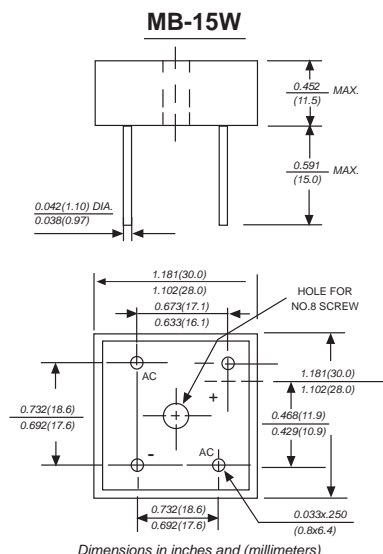 MB-15W
0.452 MAX.
(11.5)
0.591 MAX.
(15.0)
0.042(1.10) DIA.
0.038(0.97)
1.181(30.0)
1.102(28.0)
0.673(17.1)
0.633(16.1)
HOLE FOR
NO.8 SCREW
AC
+
1.181(30.0)
1.102(28.0)
0.732(18.6)
0.692(17.6)
0.468(11.9)
0.429(10.9)
-
AC
0.732(18.6)
0.692(17.6)
0.033x.250
(0.8x6.4)
Dimensions in inches and (millimeters)